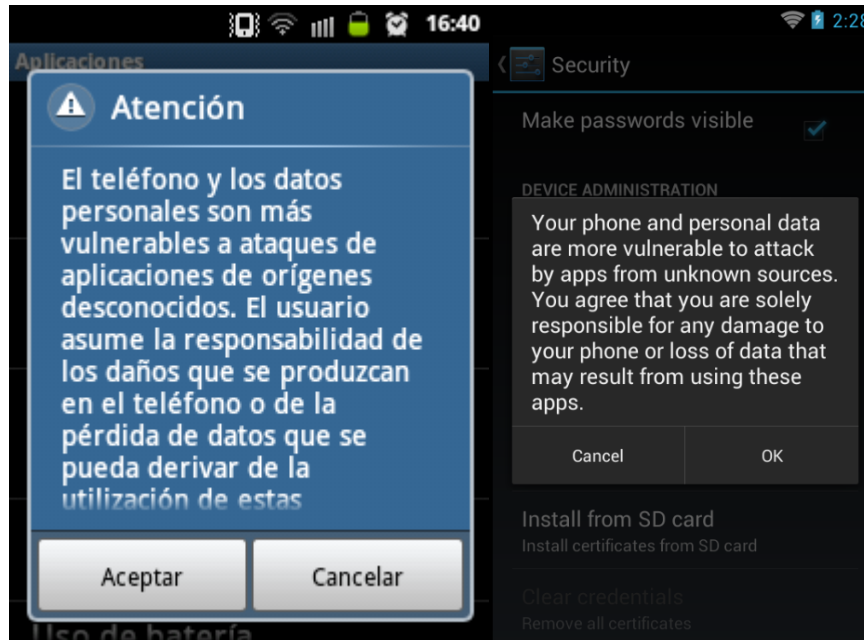 16:40
Aplicaciones
Atención
El teléfono y los datos
personales son más
vulnerables a ataques de
aplicaciones de orígenes
desconocidos. El usuario
asume la responsabilidad de
los daños que se produzcan
en el teléfono o de la
pérdida de datos que se
pueda derivar de la
utilización de estas
Aceptar
Cancelar
Uso de batería
2:28
Security
Make passwords visible
DEVICE ADMINISTRATION
Your phone and personal data
are more vulnerable to attack
by apps from unknown sources.
You agree that you are solely
responsible for any damage to
your phone or loss of data that
may result from using these
apps.
Cancel
OK
Install from SD card
Install certificates from SD card
Clear credentials
Remove all certificates